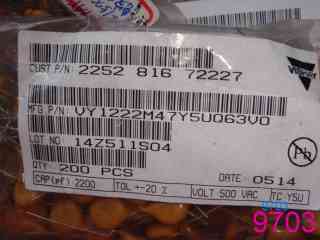 CUST P/N: 2252 816 72227
MFG P/N: VY1222M47Y5UQ63V0
LOT NO: 14Z511S04
QTY: 200 PCS
DATE: 0514
CAP(pf) 2200 TOL +-20 % VOLT 500 VAC TC-Y5U
9703